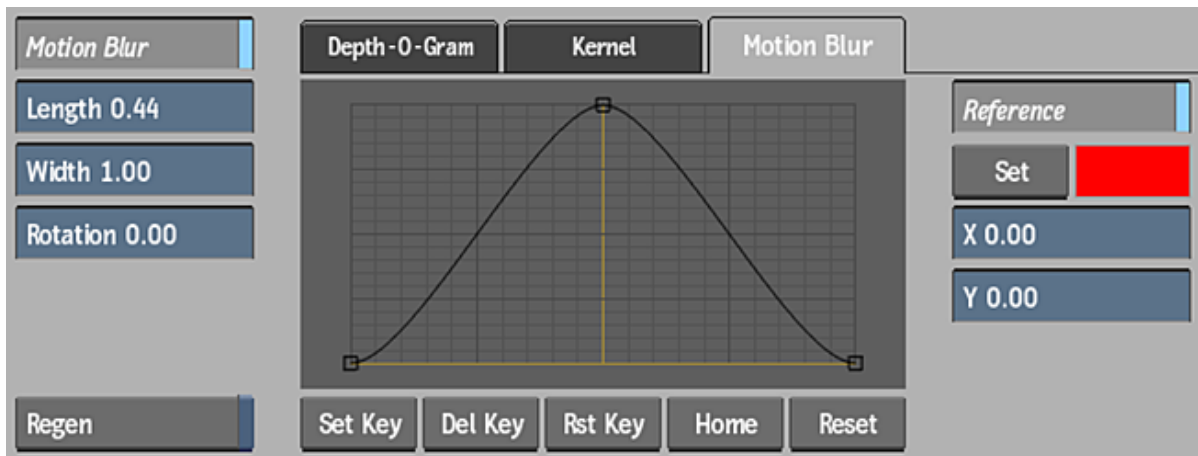 Motion Blur
Depth-O-Gram
Kernel
Motion Blur
Length 0.44
Width 1.00
Rotation 0.00
Reference
Set
X 0.00
Y 0.00
Regen
Set Key
Del Key
Rst Key
Home
Reset